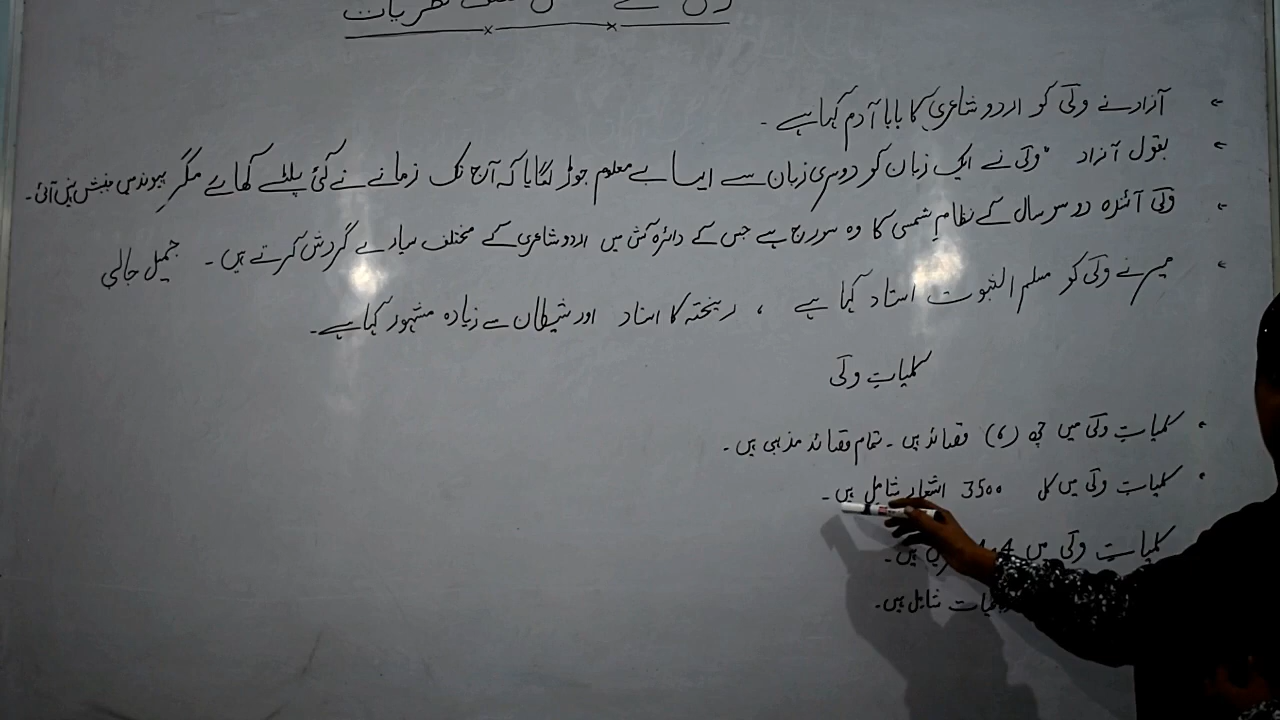 نظریات
آزاد نے ولی کو اردو شاعری کا بابا آدم کہا ہے ۔
بقول آزاد " ولی نے ایک زبان کو دوسری زبان سے ایسا بے معلوم جوڑ لگایا کہ آج تک زمانے نے کئی پلٹے کھائے مگر پیوند میں جنبش نہیں آئی ۔
ولی آئندہ دو سو سال کے نظامِ شمسی کا وہ سورج ہے جس کے دائرہ کشش میں اردو شاعری کے مختلف سیارے گردش کرتے ہیں ۔ جمیل جالبی
میر نے ولی کو مسلم الثبوت استاد کہا ہے ، ریختہ کا استاد اور شیطان سے زیادہ مشہور کہا ہے ۔
کلیاتِ ولی
کلیاتِ ولی میں چھ (۶) قصائد ہیں ۔ تمام قصائد مذہبی ہیں ۔
کلیاتِ ولی میں کل 3500 اشعار شامل ہیں ۔
کلیاتِ ولی میں ہیں ۔
شامل ہیں ۔